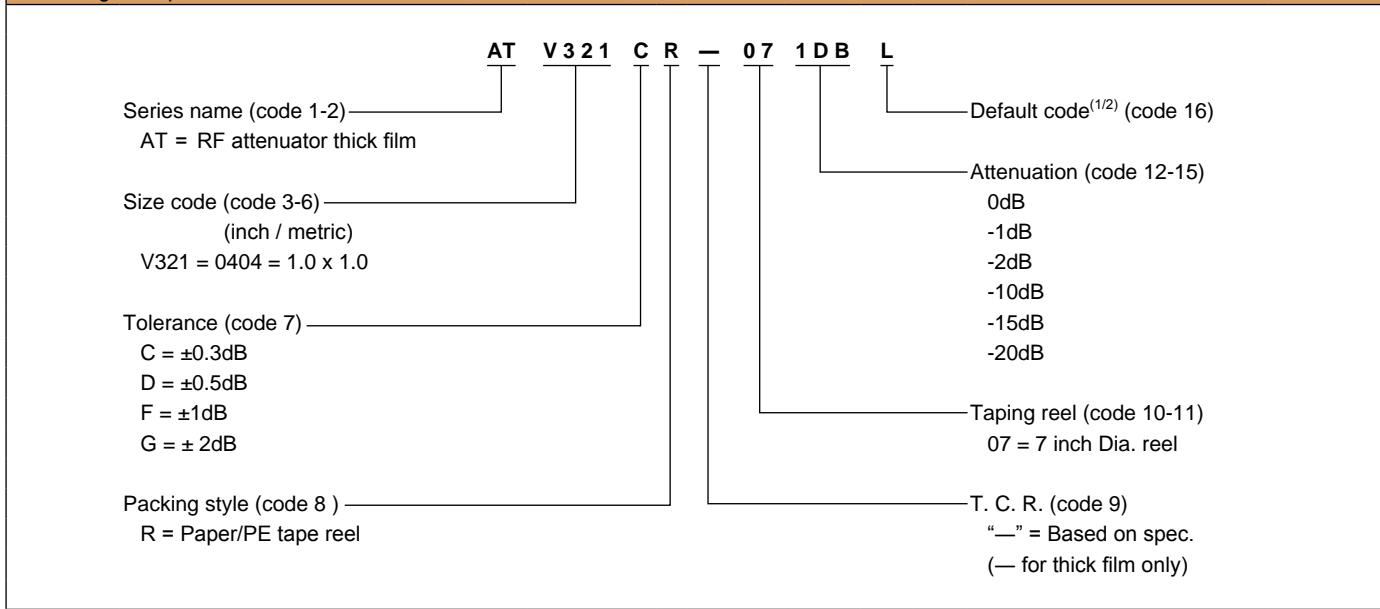 AT V321 C R — 07 1DB L
Series name (code 1-2)
AT = RF attenuator thick film
Size code (code 3-6)
(inch / metric)
V321 = 0404 = 1.0 x 1.0
Tolerance (code 7)
C = ±0.3dB
D = ±0.5dB
F = ±1dB
G = ± 2dB
Packing style (code 8 )
R = Paper/PE tape reel
Default code(1/2) (code 16)
Attenuation (code 12-15)
0dB
-1dB
-2dB
-10dB
-15dB
-20dB
Taping reel (code 10-11)
07 = 7 inch Dia. reel
T. C. R. (code 9)
“—” = Based on spec.
(— for thick film only)